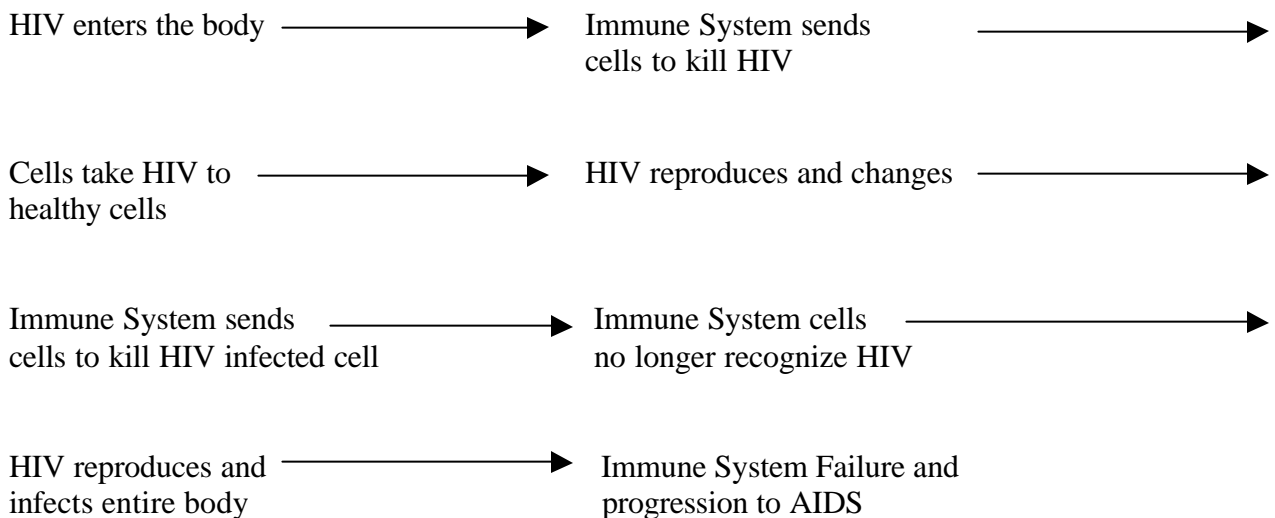 HIV enters the body
Immune System sends
cells to kill HIV
Cells take HIV to
healthy cells
HIV reproduces and changes
Immune System sends
cells to kill HIV infected cell
Immune System cells
no longer recognize HIV
HIV reproduces and
infects entire body
Immune System Failure and
progression to AIDS